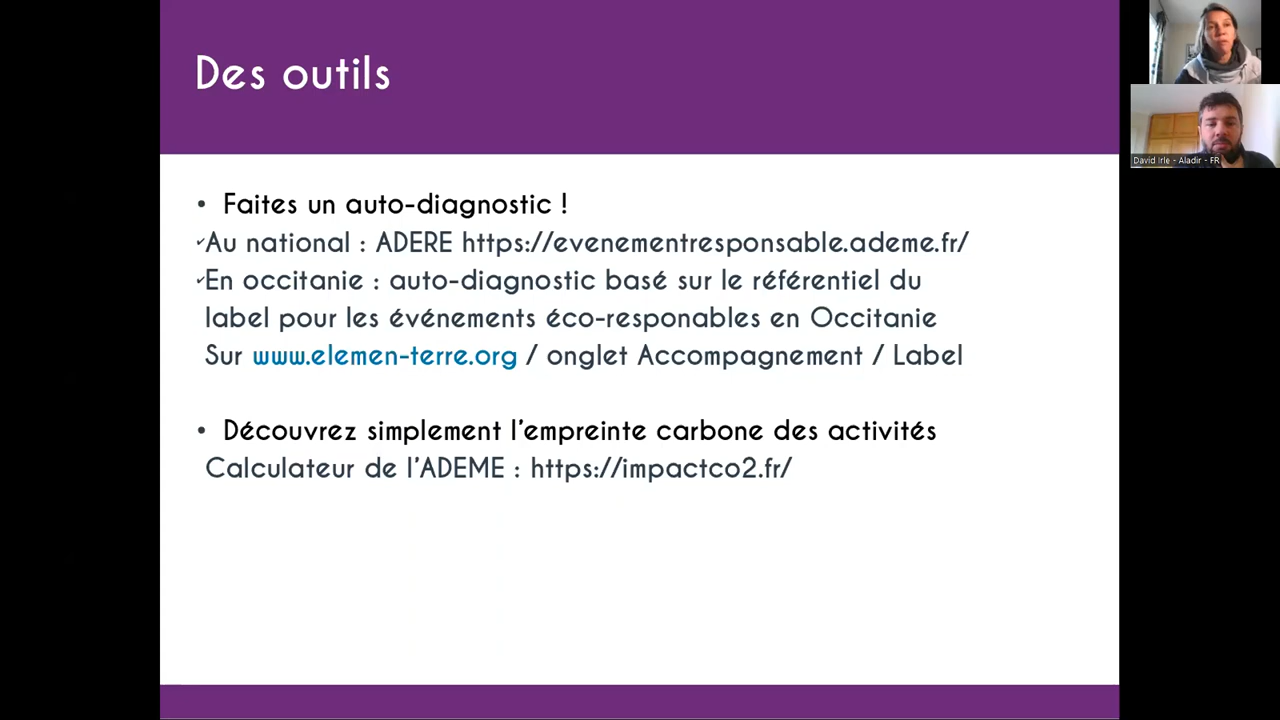 Des outils
• Faites un auto-diagnostic !
✓Au national : ADERE https://evenementresponsable.ademe.fr/
✓En occitanie : auto-diagnostic basé sur le référentiel du
label pour les événements éco-responables en Occitanie
Sur www.elemen-terre.org / onglet Accompagnement / Label
• Découvrez simplement l'empreinte carbone des activités
Calculateur de l'ADEME : https://impactco2.fr/
David Irle - Aladir - FR